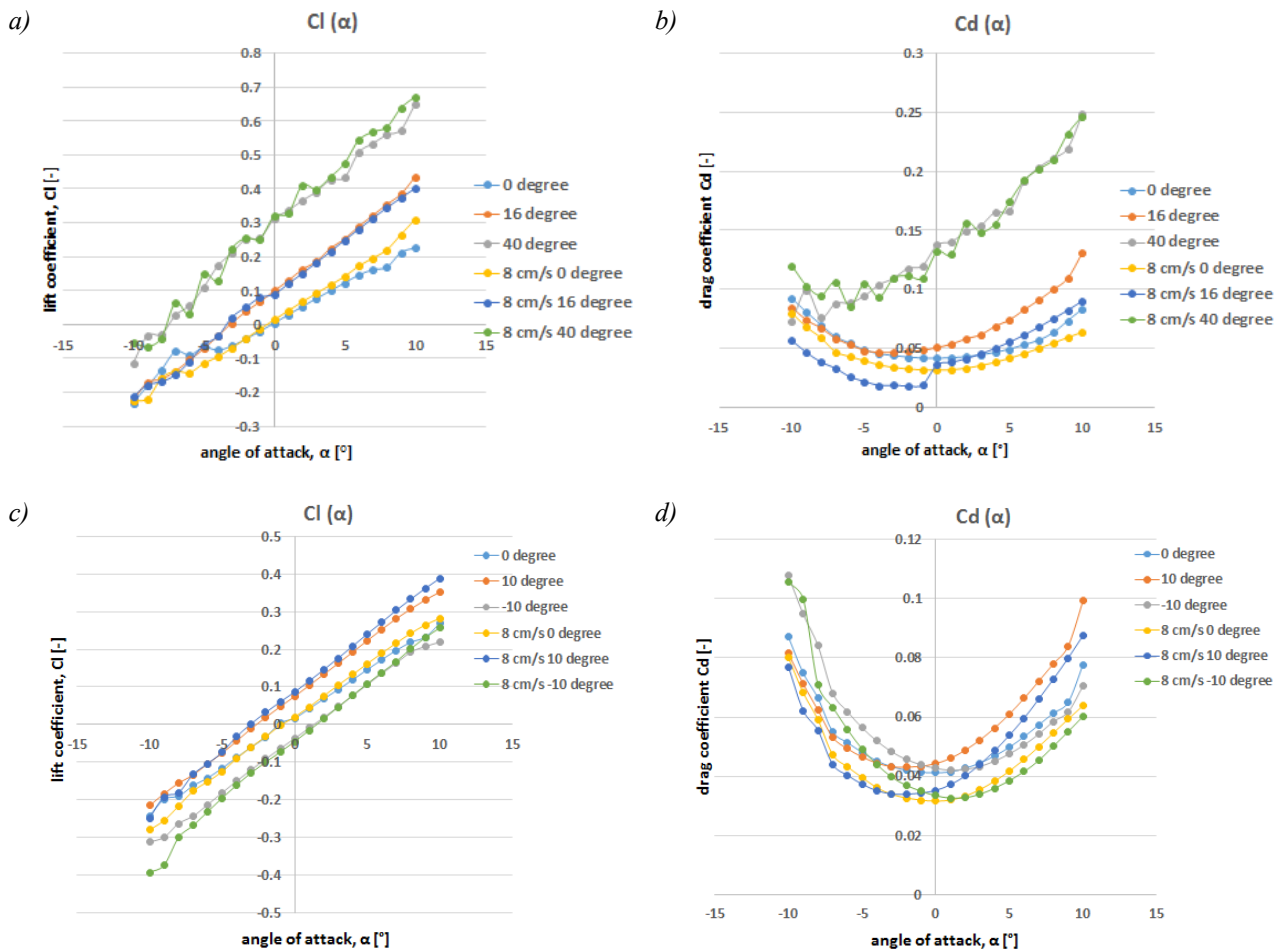 a)
Cl (α)
lift coefficient, Cl [-]
0.8
0.7
0.6
0.5
0.4
0.3
0.2
0.1
0
-0.1
-0.2
-0.3
-15
-10
-5
0
5
10
15
angle of attack, α [°]
0 degree
16 degree
40 degree
8 cm/s 0 degree
8 cm/s 16 degree
8 cm/s 40 degree
b)
Cd (α)
drag coefficient Cd [-]
0.3
0.25
0.2
0.15
0.1
0.05
0
-15
-10
-5
0
5
10
15
angle of attack, α [°]
0 degree
16 degree
40 degree
8 cm/s 0 degree
8 cm/s 16 degree
8 cm/s 40 degree
c)
Cl (α)
lift coefficient, Cl [-]
0.5
0.4
0.3
0.2
0.1
0
-0.1
-0.2
-0.3
-0.4
-0.5
-15
-10
-5
0
5
10
15
angle of attack, α [°]
0 degree
10 degree
-10 degree
8 cm/s 0 degree
8 cm/s 10 degree
8 cm/s -10 degree
d)
Cd (α)
drag coefficient Cd [-]
0.12
0.1
0.08
0.06
0.04
0.02
0
-15
-10
-5
0
5
10
15
angle of attack, α [°]
0 degree
10 degree
-10 degree
8 cm/s 0 degree
8 cm/s 10 degree
8 cm/s -10 degree